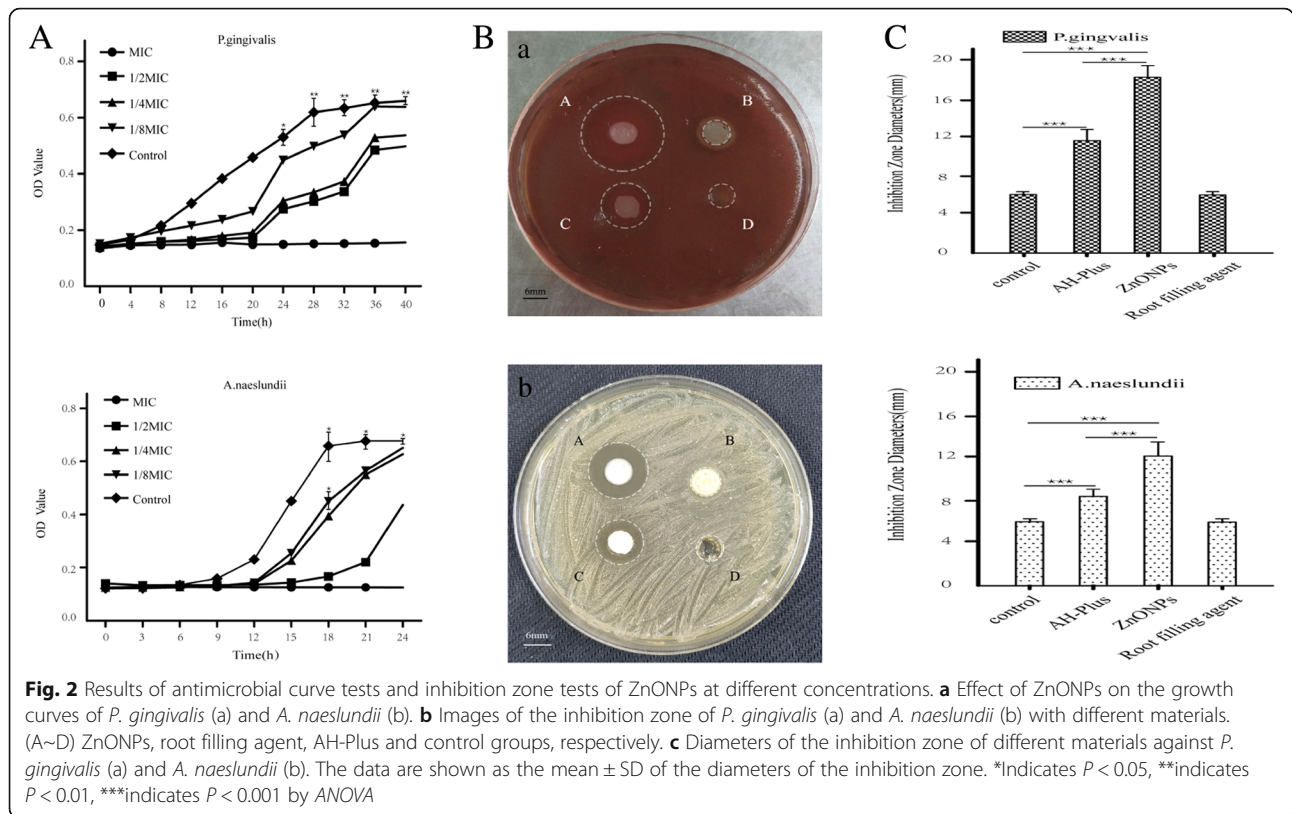 A
P.gingivalis
MIC
1/2MIC
1/4MIC
1/8MIC
Control
0.8
0.6
0.4
0.2
0.0
OD Value
* ** ** ** **
0 4 8 12 16 20 24 28 32 36 40
Time(h)
A.naeslundii
MIC
1/2MIC
1/4MIC
1/8MIC
Control
0.8
0.6
0.4
0.2
0.0
OD Value
* * *
*
0 3 6 9 12 15 18 21 24
Time(h)
B
a
A B
C D
6mm
b
A B
C D
6mm
C
P.gingvalis
20
16
12
8
4
0
Inhibition Zone Diameters(mm)
***
***
***
control AH-Plus ZnONPs Root filling agent
A.naeslundii
20
16
12
8
4
0
Inhibition Zone Diameters(mm)
***
***
***
control AH-Plus ZnONPs Root filling agent
Fig. 2 Results of antimicrobial curve tests and inhibition zone tests of ZnONPs at different concentrations. a Effect of ZnONPs on the growth
curves of P. gingivalis (a) and A. naeslundii (b). b Images of the inhibition zone of P. gingivalis (a) and A. naeslundii (b) with different materials.
(A~D) ZnONPs, root filling agent, AH-Plus and control groups, respectively. c Diameters of the inhibition zone of different materials against P.
gingivalis (a) and A. naeslundii (b). The data are shown as the mean ± SD of the diameters of the inhibition zone. *Indicates P < 0.05, **indicates
P < 0.01, ***indicates P < 0.001 by ANOVA